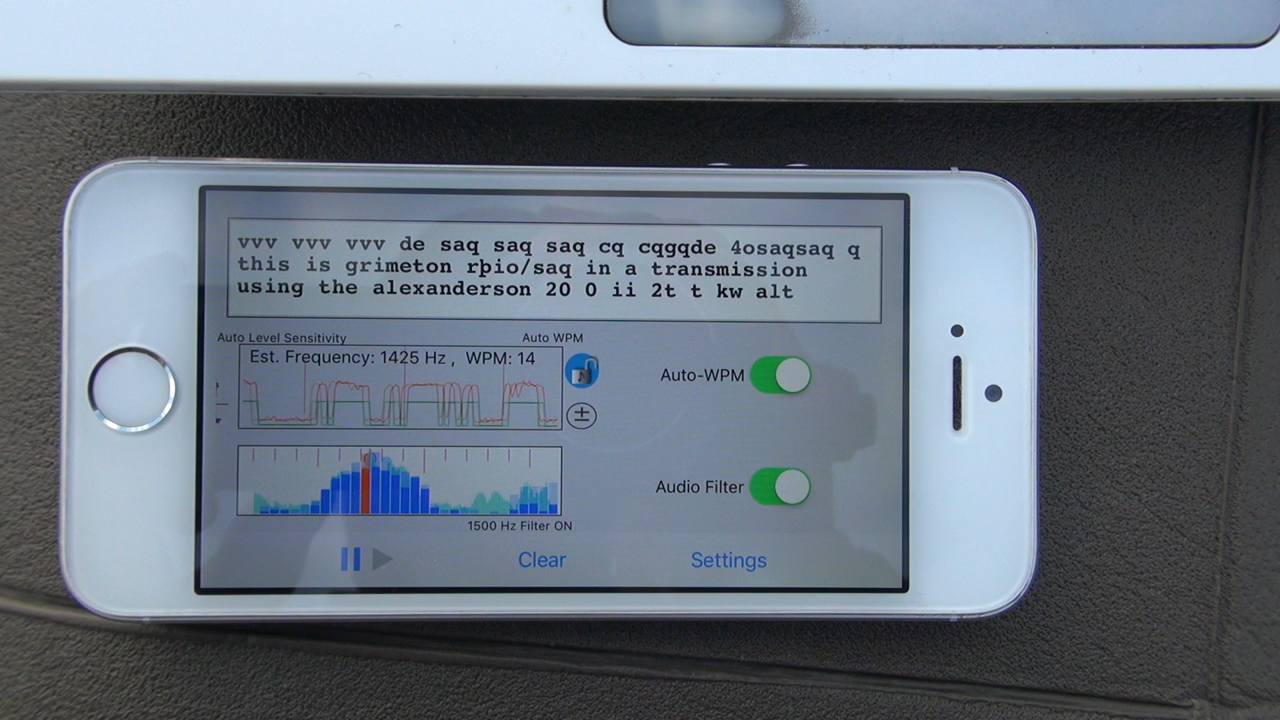 vvv vvv vvv de saq saq saq cq cqgqde 4osaqsaq q
this is grimeton rþio/saq in a transmission
using the alexanderson 20 0 ii 2t t kw alt
Auto Level Sensitivity Auto WPM
Est. Frequency: 1425 Hz , WPM: 14
Auto-WPM
Audio Filter
1500 Hz Filter ON
Clear Settings